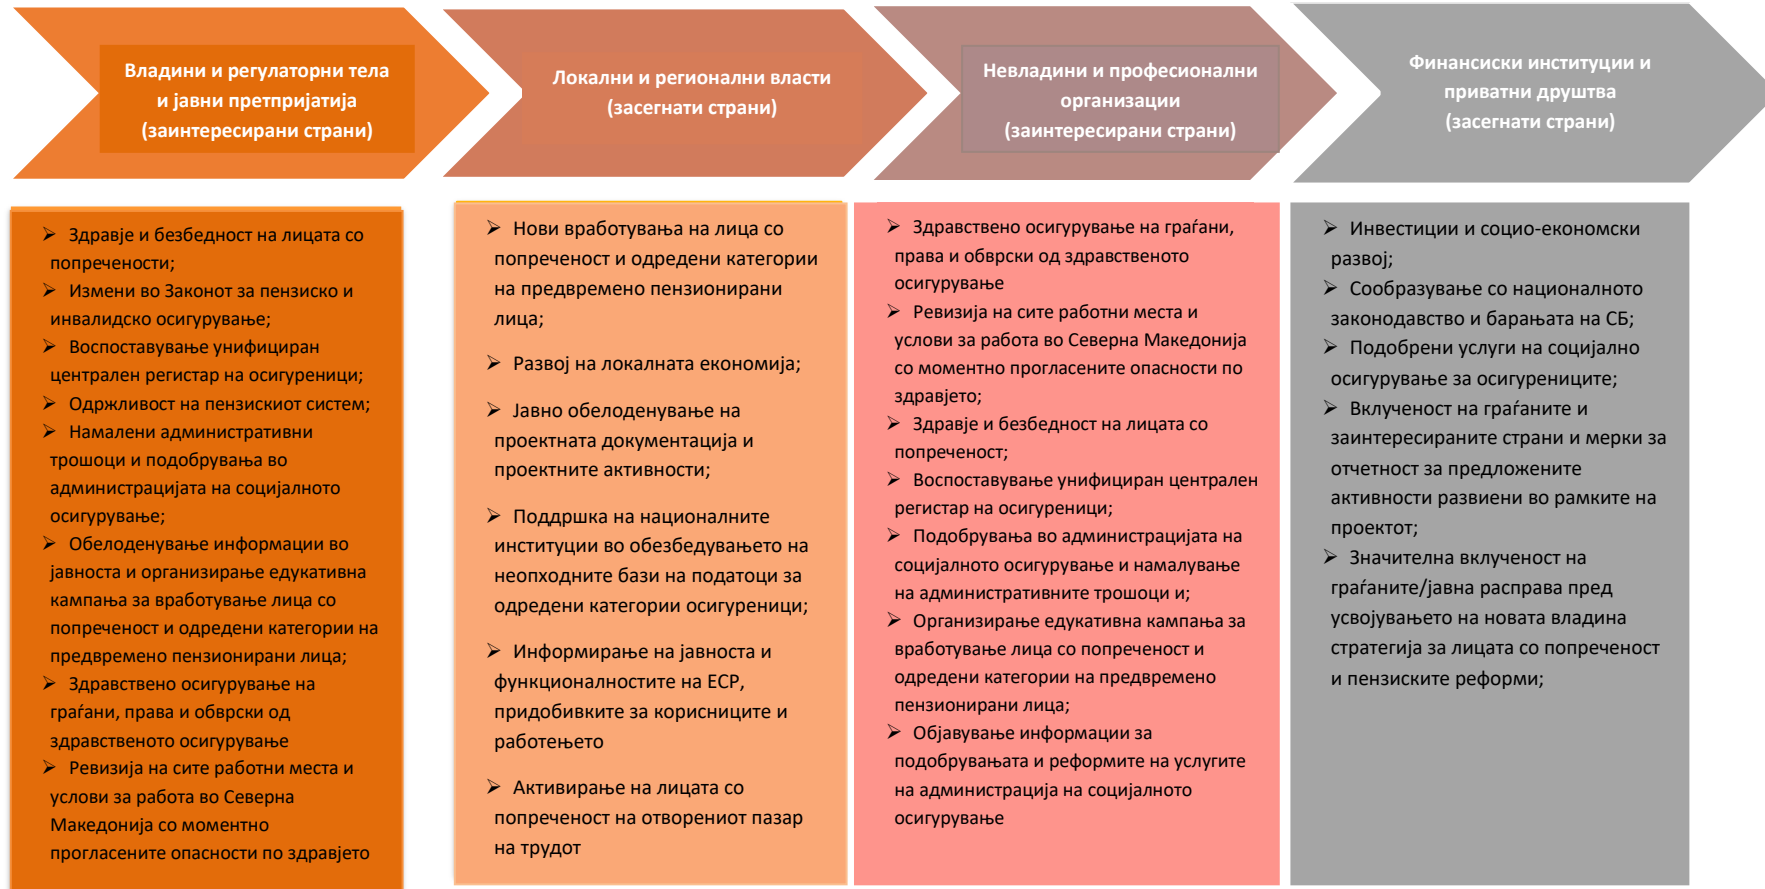 Владини и регулаторни тела
и јавни претпријатија
(заинтересирани страни)
Локални и регионални власти
(засегнати страни)
Невладини и професионални
организации
(заинтересирани страни)
Финансиски институции и
приватни друштва
(засегнати страни)
➢ Здравје и безбедност на лицата со
попречености;
➢ Измени во Законот за пензиско и
инвалидско осигурување;
➢ Воспоставување унифициран
централен регистар на осигуреници;
➢ Одржливост на пензискиот систем;
➢ Намалени административни
трошоци и подобрувања во
администрацијата на социјалното
осигурување;
➢ Обелоденување информации во
јавноста и организирање едукативна
кампања за вработување лица со
попреченост и одредени категории на
предвремено пензионирани лица;
➢ Здравствено осигурување на
граѓани, права и обврски од
здравственото осигурување
➢ Ревизија на сите работни места и
услови за работа во Северна
Македонија со моментно
прогласените опасности по здравјето
➢ Нови вработувања на лица со
попреченост и одредени категории
на предвремено пензионирани
лица;
➢ Развој на локалната економија;
➢ Јавно обелоденување на
проектната документација и
проектните активности;
➢ Поддршка на националните
институции во обезбедувањето на
неопходните бази на податоци за
одредени категории осигуреници;
➢ Информирање на јавноста и
функционалностите на ЕСР,
придобивките за корисниците и
работењето
➢ Активирање на лицата со
попреченост на отворениот пазар
на трудот
➢ Здравствено осигурување на граѓани,
права и обврски од здравственото
осигурување
➢ Ревизија на сите работни места и
услови за работа во Северна Македонија
со моментно прогласените опасности по
здравјето;
➢ Здравје и безбедност на лицата со
попреченост;
➢ Воспоставување унифициран централен
регистар на осигуреници;
➢ Подобрувања во администрацијата на
социјалното осигурување и намалување
на административните трошоци и;
➢ Организирање едукативна кампања за
вработување лица со попреченост и
одредени категории на предвремено
пензионирани лица;
➢ Објавување информации за
подобрувањата и реформите на услугите
на администрација на социјалното
осигурување
➢ Инвестиции и социо-економски
развој;
➢ Сообразување со националното
законодавство и барањата на СБ;
➢ Подобрени услуги на социјално
осигурување за осигурениците;
➢ Вклученост на граѓаните и
заинтересираните страни и мерки за
отчетност за предложените
активности развиени во рамките на
проектот;
➢ Значителна вклученост на
граѓаните/јавна расправа пред
усвојувањето на новата владина
стратегија за лицата со попреченост
и пензиските реформи;